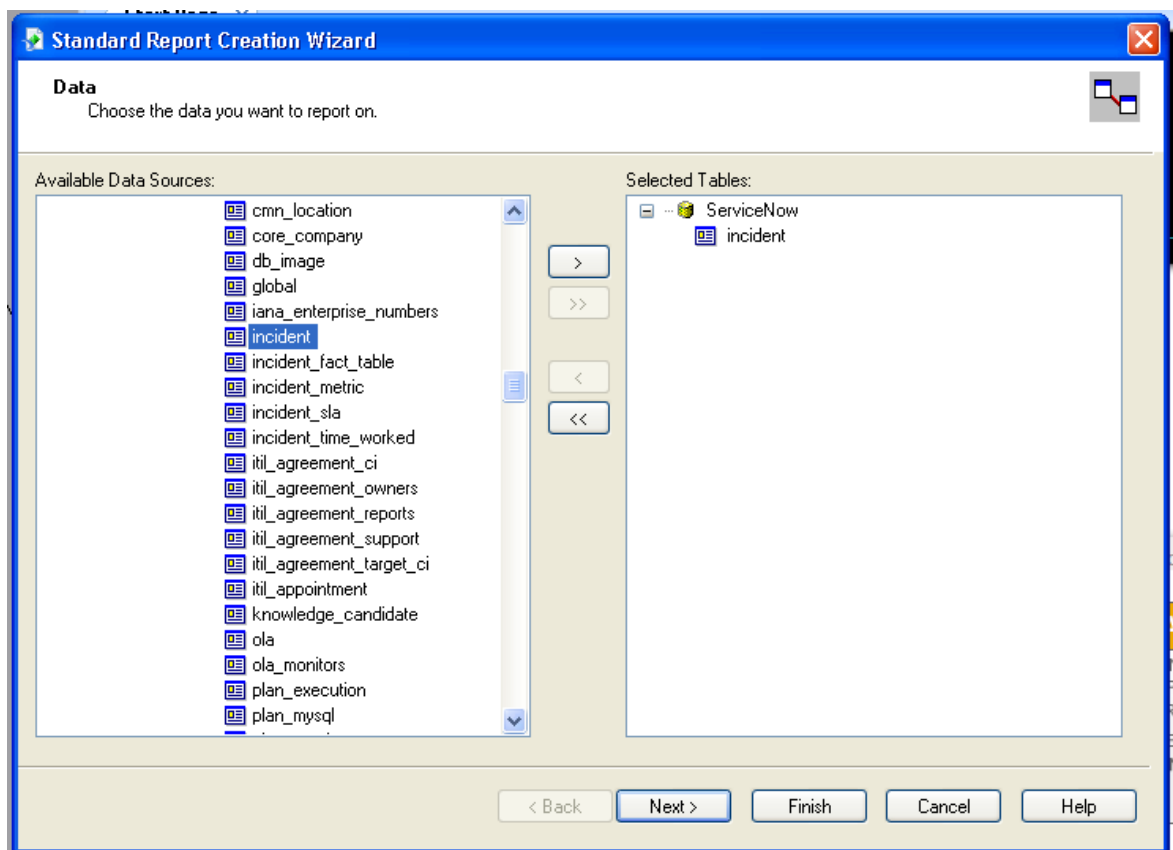 Start Page
Standard Report Creation Wizard
Data
Choose the data you want to report on.
Available Data Sources:
cmn_location
core_company
db_image
global
iana_enterprise_numbers
incident
incident_fact_table
incident_metric
incident_sla
incident_time_worked
itil_agreement_ci
itil_agreement_owners
itil_agreement_reports
itil_agreement_support
itil_agreement_target_ci
itil_appointment
knowledge_candidate
ola
ola_monitors
plan_execution
plan_mysql
>
>>
<
<<
Selected Tables:
ServiceNow
incident
< Back
Next >
Finish
Cancel
Help